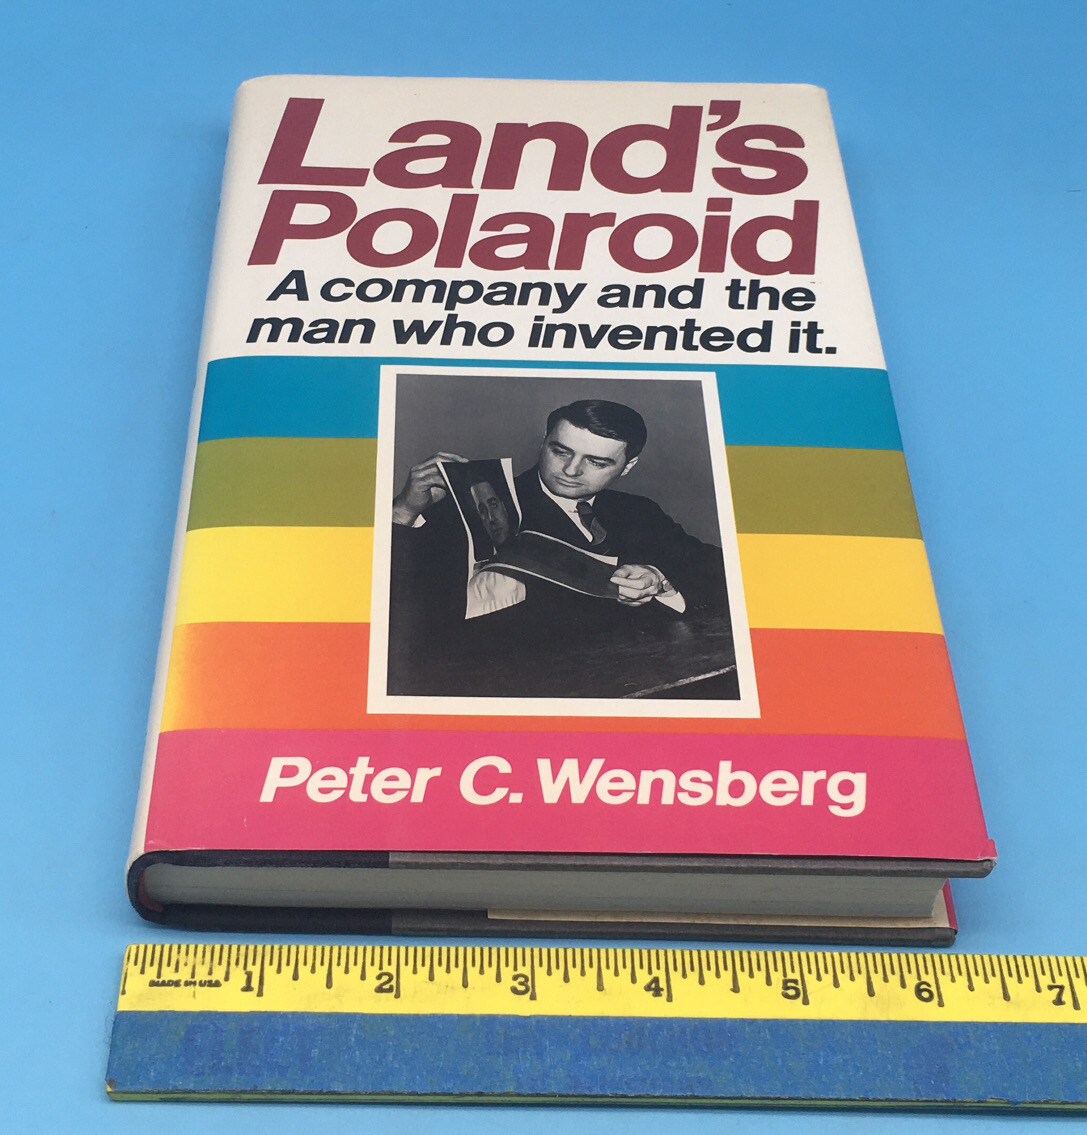 Land's
Polaroid
A company and the
man who invented it.
Peter C. Wensberg
MADE IN USA 1 2 3 4 5 6 7